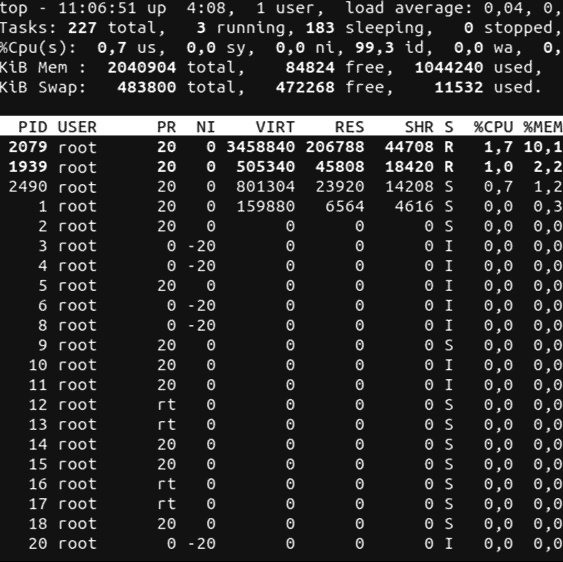 top - 11:06:51 up  4:08,  1 user,  load average: 0,04, 0,
Tasks: 227 total,   3 running, 183 sleeping,   0 stopped,
%Cpu(s):  0,7 us,  0,0 sy,  0,0 ni, 99,3 id,  0,0 wa,  0,
KiB Mem :  2040904 total,    84824 free,  1044240 used,
KiB Swap:   483800 total,   472268 free,    11532 used.
PID USER      PR  NI    VIRT    RES    SHR S  %CPU %MEM
2079 root      20   0 3458840 206788  44708 R   1,7 10,1
1939 root      20   0  505340  45808  18420 R   1,0  2,2
2490 root      20   0  801304  23920  14208 S   0,7  1,2
1 root      20   0  159880   6564   4616 S   0,0  0,3
2 root      20   0       0      0      0 S   0,0  0,0
3 root       0 -20       0      0      0 I   0,0  0,0
4 root       0 -20       0      0      0 I   0,0  0,0
5 root      20   0       0      0      0 I   0,0  0,0
6 root       0 -20       0      0      0 I   0,0  0,0
8 root       0 -20       0      0      0 I   0,0  0,0
9 root      20   0       0      0      0 S   0,0  0,0
10 root      20   0       0      0      0 I   0,0  0,0
11 root      20   0       0      0      0 I   0,0  0,0
12 root      rt   0       0      0      0 S   0,0  0,0
13 root      rt   0       0      0      0 S   0,0  0,0
14 root      20   0       0      0      0 S   0,0  0,0
15 root      20   0       0      0      0 S   0,0  0,0
16 root      rt   0       0      0      0 S   0,0  0,0
17 root      rt   0       0      0      0 S   0,0  0,0
18 root      20   0       0      0      0 S   0,0  0,0
20 root       0 -20       0      0      0 I   0,0  0,0